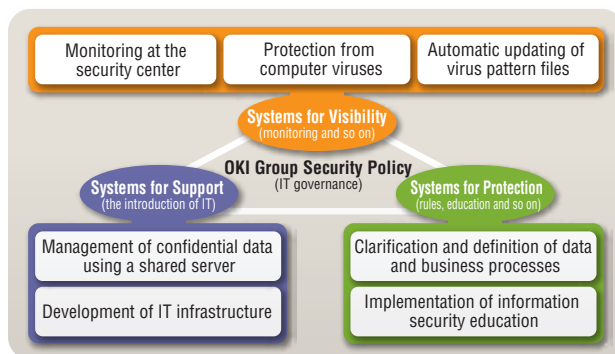 Monitoring at the
security center
Protection from
computer viruses
Automatic updating of
virus pattern files
Systems for Visibility
(monitoring and so on)
OKI Group Security Policy
(IT governance)
Systems for Support
(the introduction of IT)
Systems for Protection
(rules, education and so on)
Management of confidential data
using a shared server
Development of IT infrastructure
Clarification and definition of data
and business processes
Implementation of information
security education